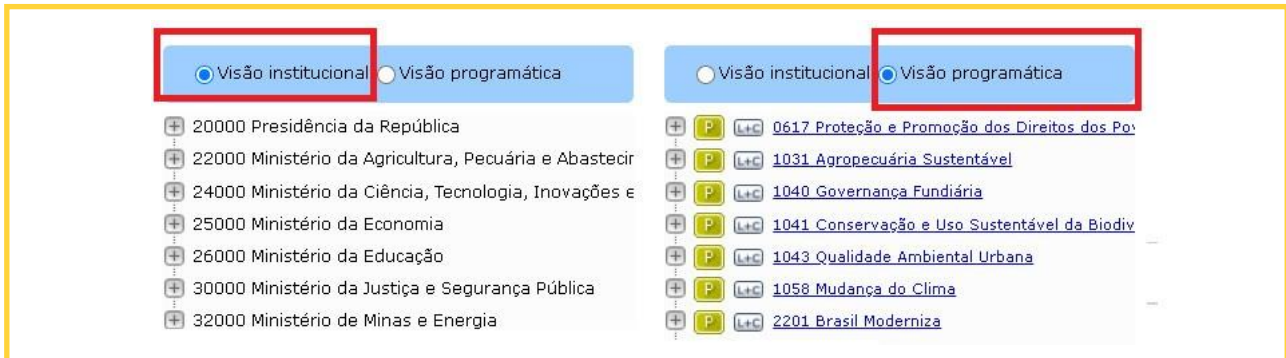 Visão institucional Visão programática
20000 Presidência da República
22000 Ministério da Agricultura, Pecuária e Abastecir
24000 Ministério da Ciência, Tecnologia, Inovações e
25000 Ministério da Economia
26000 Ministério da Educação
30000 Ministério da Justiça e Segurança Pública
32000 Ministério de Minas e Energia
Visão institucional Visão programática
P L+C 0617 Proteção e Promoção dos Direitos dos Pov
P L+C 1031 Agropecuária Sustentável
P L+C 1040 Governança Fundiária
P L+C 1041 Conservação e Uso Sustentável da Biodiv
P L+C 1043 Qualidade Ambiental Urbana
P L+C 1058 Mudança do Clima
P L+C 2201 Brasil Moderniza